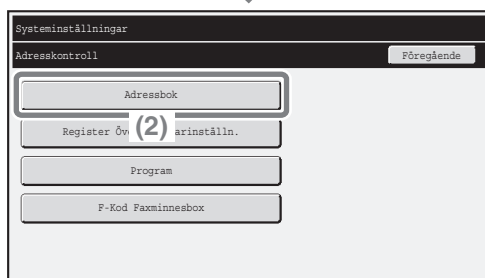 Systeminställningar
Adresskontroll Föregående
Adressbok
(2)
Register Öv arinställn.
Program
F-Kod Faxminnesbox